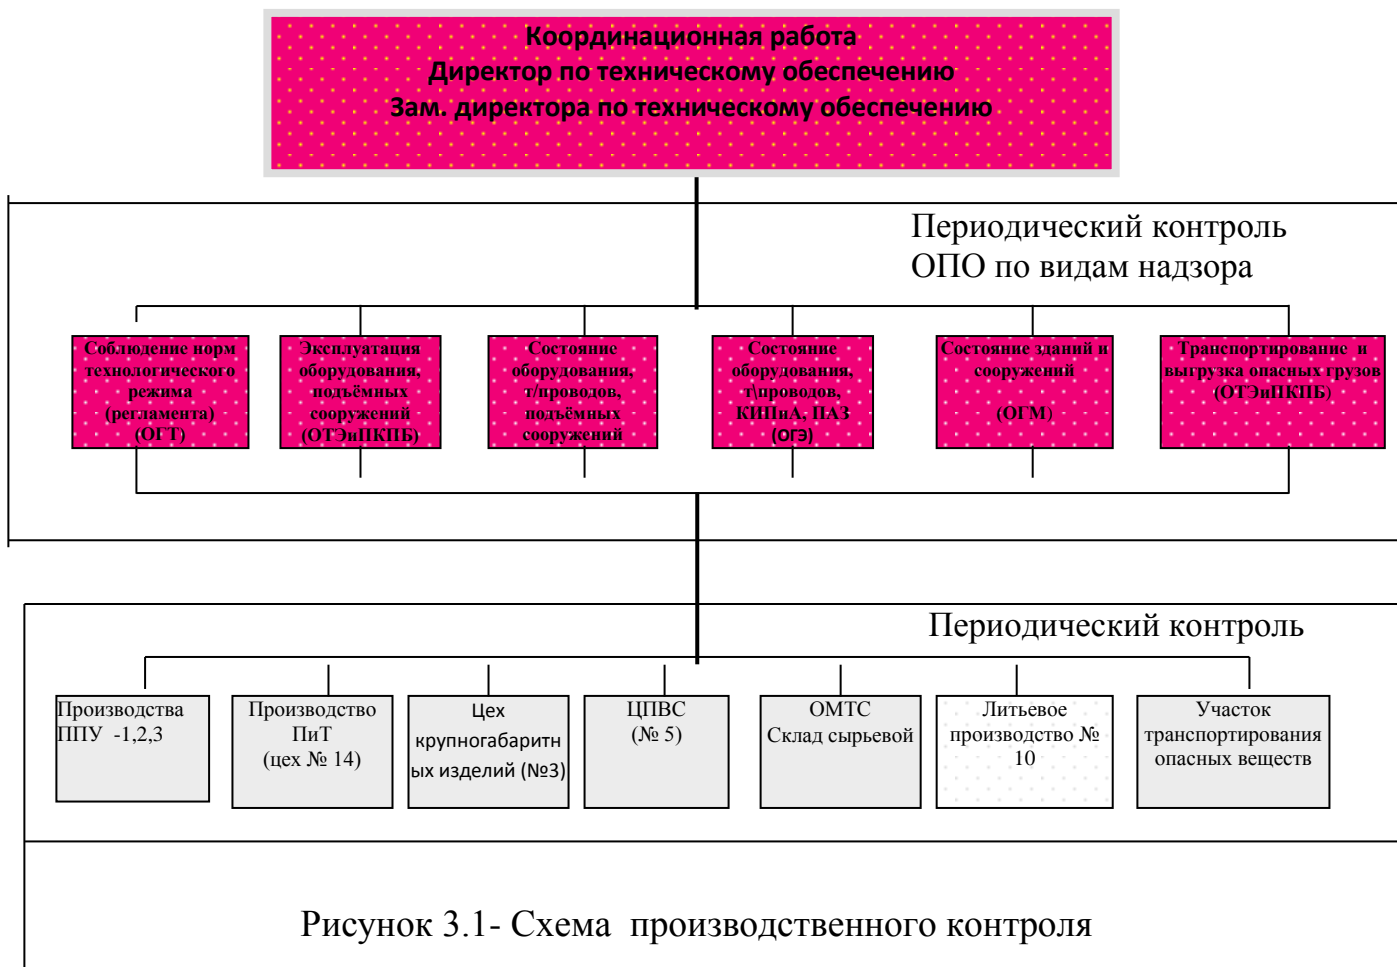 Координационная работа
Директор по техническому обеспечению
Зам. директора по техническому обеспечению
Периодический контроль
ОПО по видам надзора
Соблюдение норм
технологического
режима
(регламента)
(ОГТ)
Эксплуатация
оборудования,
подъёмных
сооружений
(ОТЭиПКПБ)
Состояние
оборудования,
т/проводов,
подъёмных
сооружений
Состояние
оборудования,
т\проводов,
КИПиА, ПАЗ
(ОГЭ)
Состояние зданий и
сооружений
(ОГМ)
Транспортирование и
выгрузка опасных грузов
(ОТЭиПКПБ)
Периодический контроль
Производства
ППУ -1,2,3
Производство
ПиТ
(цех № 14)
Цех
крупногабаритн
ых изделий (№3)
ЦПВС
(№ 5)
ОМТС
Склад сырьевой
Литьевое
производство №
10
Участок
транспортирования
опасных веществ
Рисунок 3.1- Схема производственного контроля